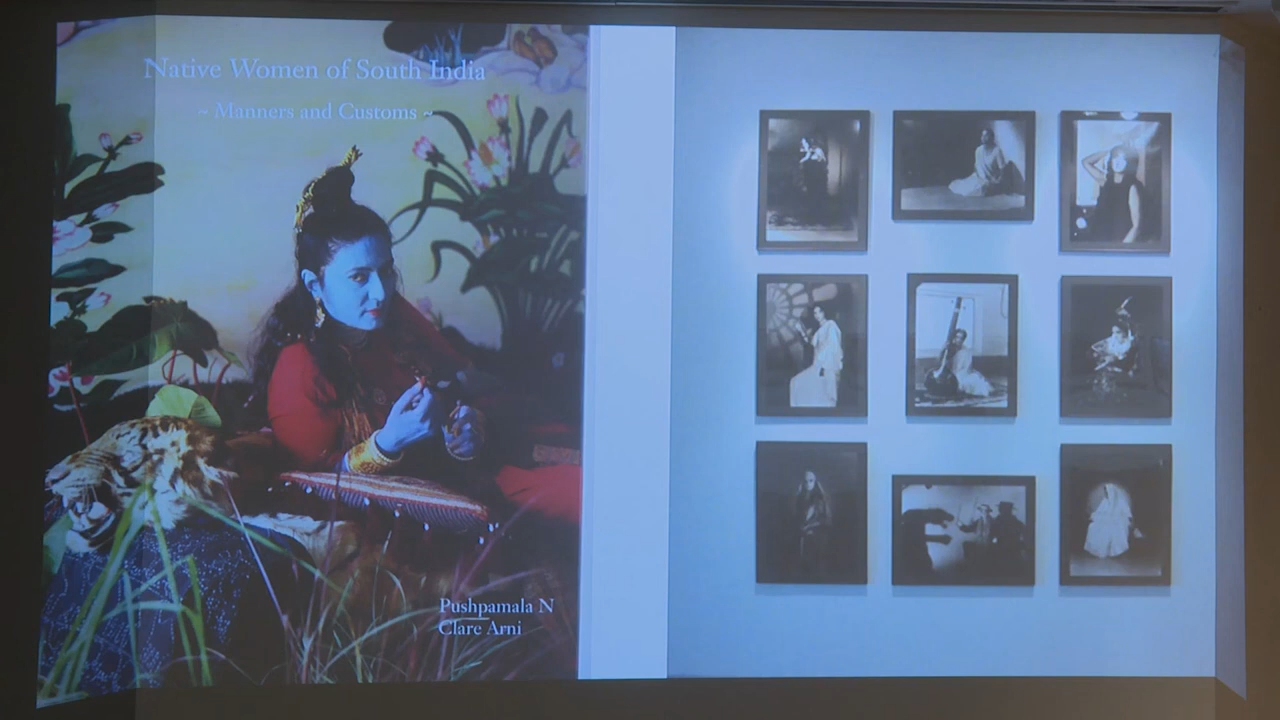 Native Women of South India
~ Manners and Customs ~
Pushpamala N
Clare Arni